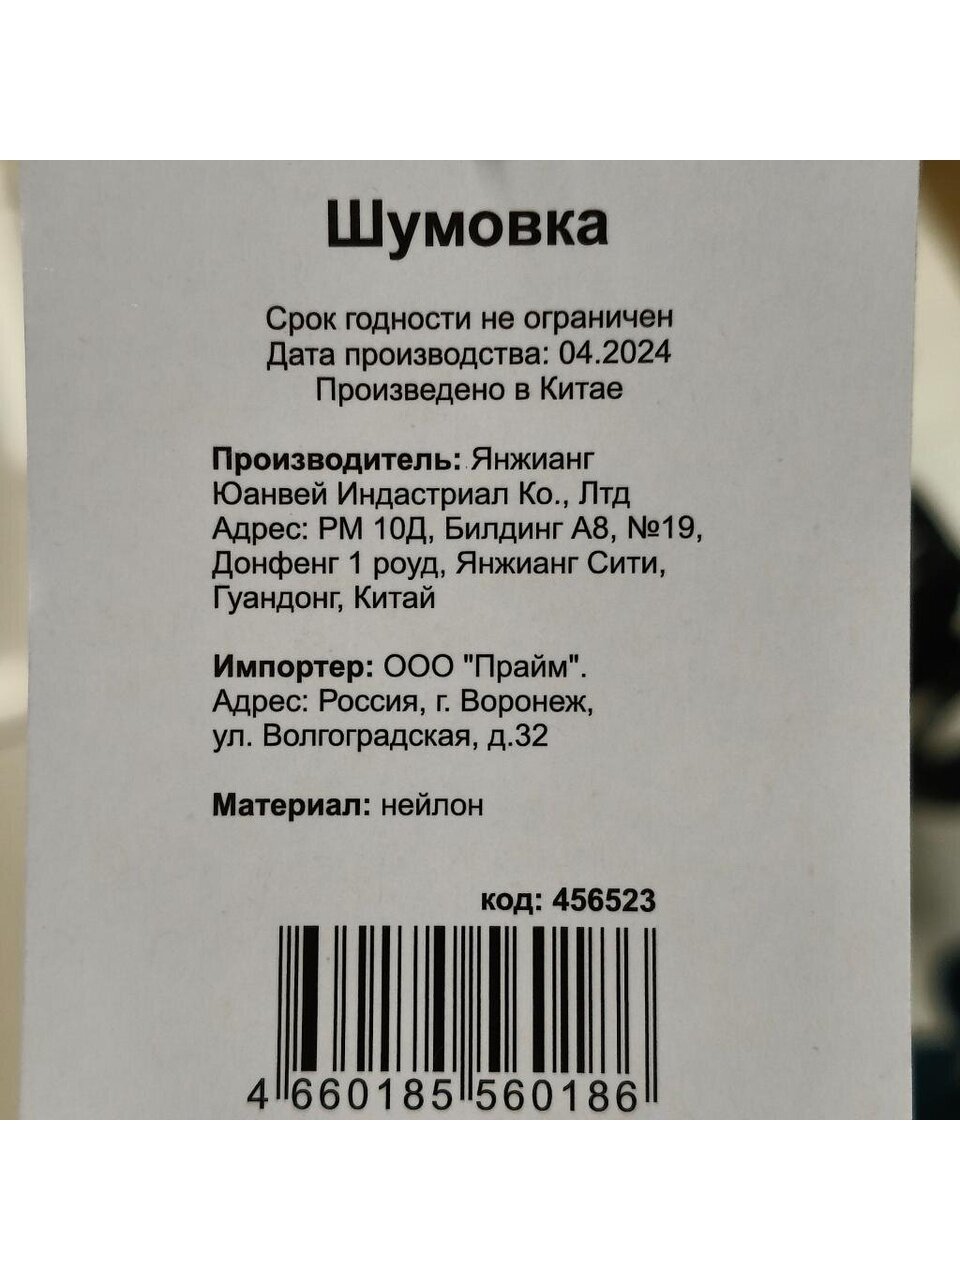 Шумовка
Срок годности не ограничен
Дата производства: 04.2024
Произведено в Китае
Производитель: Янжианг
Юанвей Индастриал Ко., Лтд
Адрес: РМ 10Д, Билдинг А8, №19,
Донфенг 1 роуд, Янжианг Сити,
Гуандонг, Китай
Импортер: ООО "Прайм".
Адрес: Россия, г. Воронеж,
ул. Волгоградская, д.32
Материал: нейлон
код: 456523
4 660185 560186